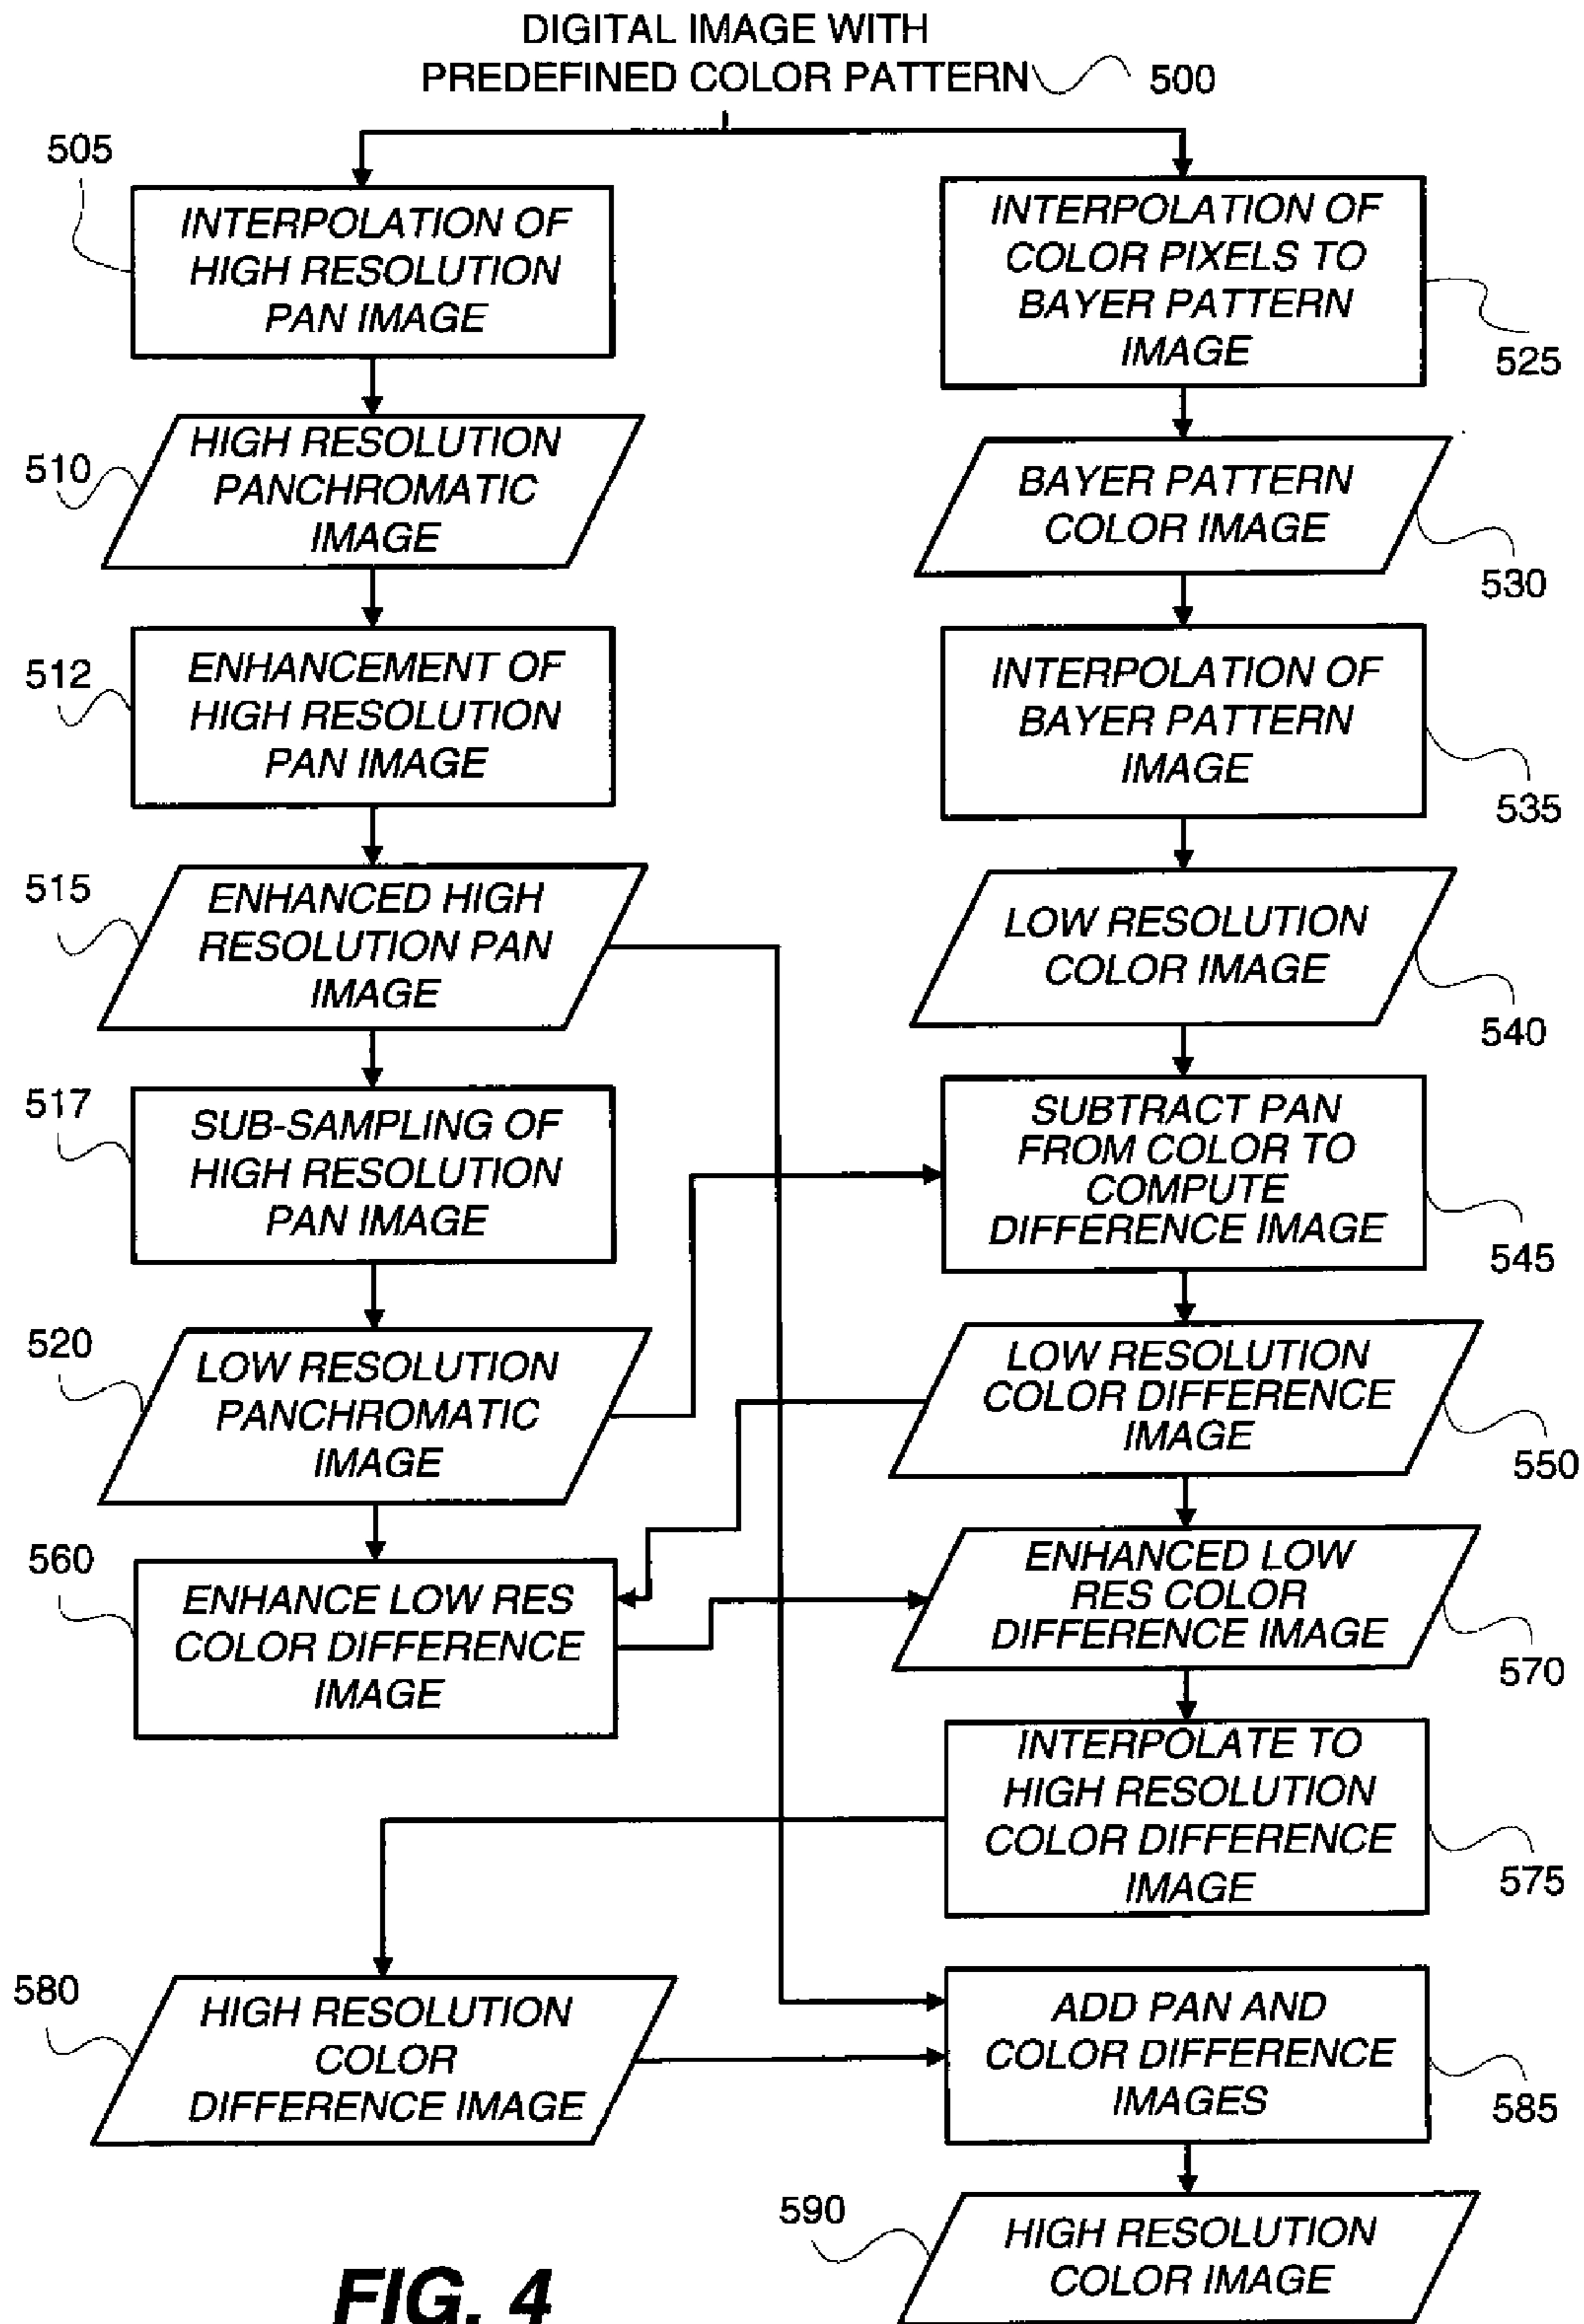 DIGITAL IMAGE WITH
PREDEFINED COLOR PATTERN 500
505
INTERPOLATION OF
HIGH RESOLUTION
PAN IMAGE
510
HIGH RESOLUTION
PANCHROMATIC
IMAGE
512
ENHANCEMENT OF
HIGH RESOLUTION
PAN IMAGE
515
ENHANCED HIGH
RESOLUTION PAN
IMAGE
517
SUB-SAMPLING OF
HIGH RESOLUTION
PAN IMAGE
520
LOW RESOLUTION
PANCHROMATIC
IMAGE
560
ENHANCE LOW RES
COLOR DIFFERENCE
IMAGE
580
HIGH RESOLUTION
COLOR
DIFFERENCE IMAGE
INTERPOLATION OF
COLOR PIXELS TO
BAYER PATTERN
IMAGE
525
BAYER PATTERN
COLOR IMAGE
530
INTERPOLATION OF
BAYER PATTERN
IMAGE
535
LOW RESOLUTION
COLOR IMAGE
540
SUBTRACT PAN
FROM COLOR TO
COMPUTE
DIFFERENCE IMAGE
545
LOW RESOLUTION
COLOR DIFFERENCE
IMAGE
550
ENHANCED LOW
RES COLOR
DIFFERENCE IMAGE
570
INTERPOLATE TO
HIGH RESOLUTION
COLOR DIFFERENCE
IMAGE
575
ADD PAN AND
COLOR DIFFERENCE
IMAGES
585
590
HIGH RESOLUTION
COLOR IMAGE
FIG. 4